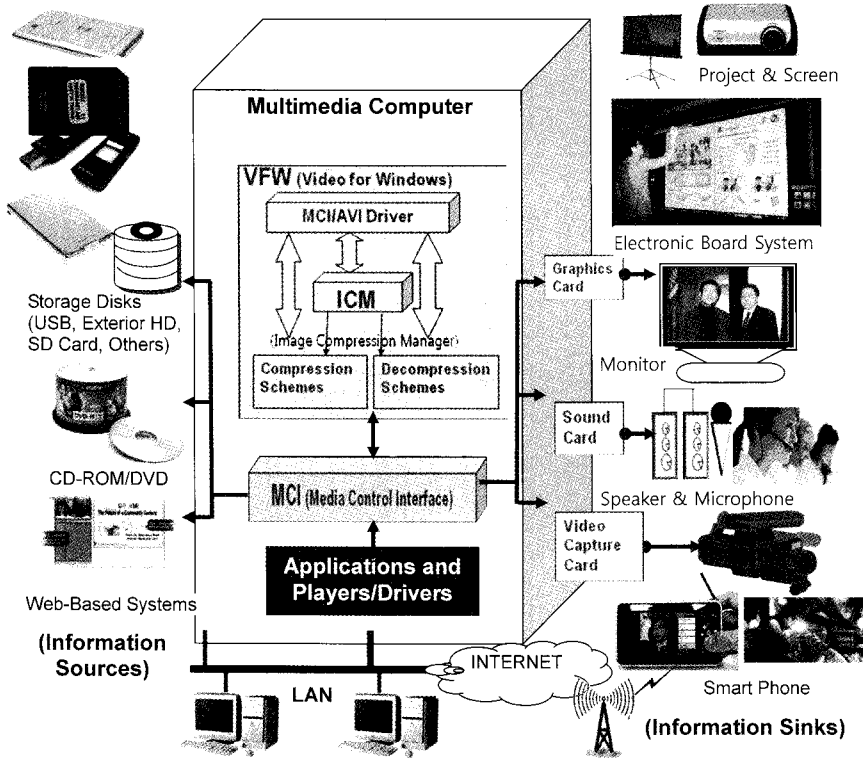 Project & Screen
Multimedia Computer
VFW (Video for Windows)
MCI/AVI Driver
ICM
(Image Compression Manager)
Compression
Schemes
Decompression
Schemes
MCI (Media Control Interface)
Applications and
Players/Drivers
Storage Disks
(USB, Exterior HD,
SD Card, Others)
CD-ROM/DVD
Web-Based Systems
(Information
Sources)
Electronic Board System
Graphics
Card
Monitor
Sound
Card
Speaker & Microphone
Video
Capture
Card
Smart Phone
(Information Sinks)
INTERNET
LAN